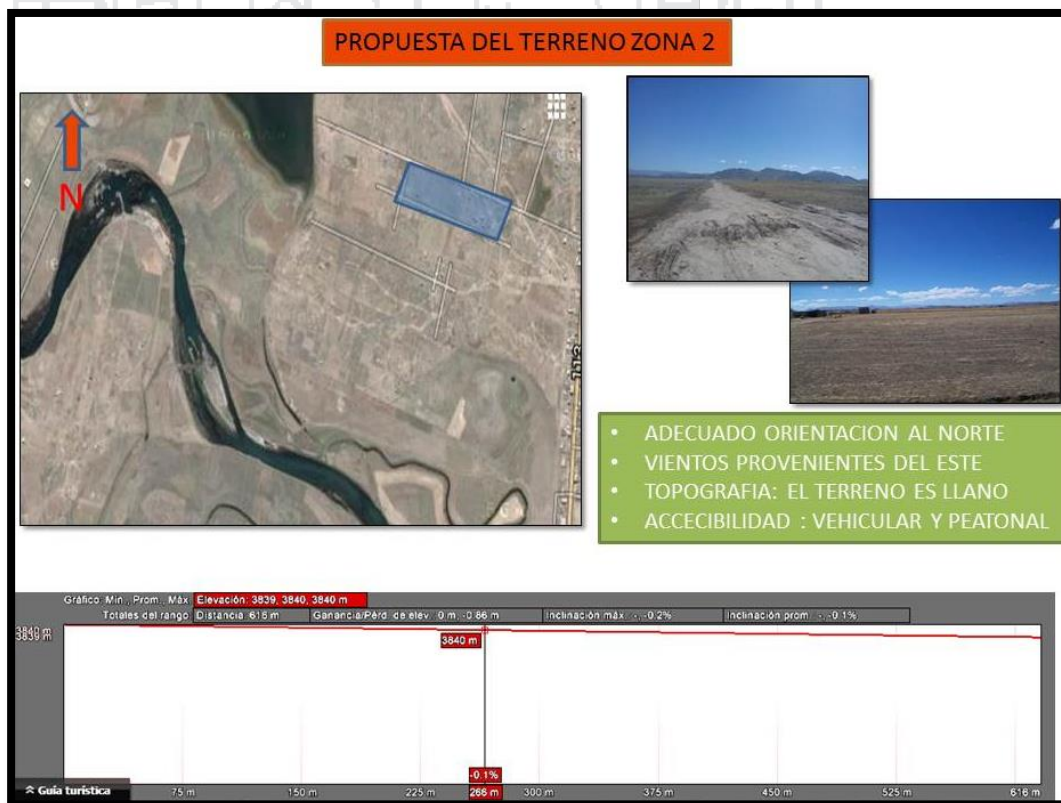 PROPUESTA DEL TERRENO ZONA 2
N
• ADECUADO ORIENTACION AL NORTE
• VIENTOS PROVENIENTES DEL ESTE
• TOPOGRAFIA: EL TERRENO ES LLANO
• ACCECIBILIDAD : VEHICULAR Y PEATONAL
Gráfico: Mín., Prom., Máx. Elevación: 3839, 3840, 3840 m
Totales del rango: Distancia: 616 m Ganancia/Pérd. de elev.: 0 m, -0.86 m Inclinación máx.: -, -0.2% Inclinación prom.: -, -0.1%
3840 m
3839 m
3840 m
-0.1%
Guía turística 75 m 150 m 225 m 266 m 300 m 375 m 450 m 525 m 616 m